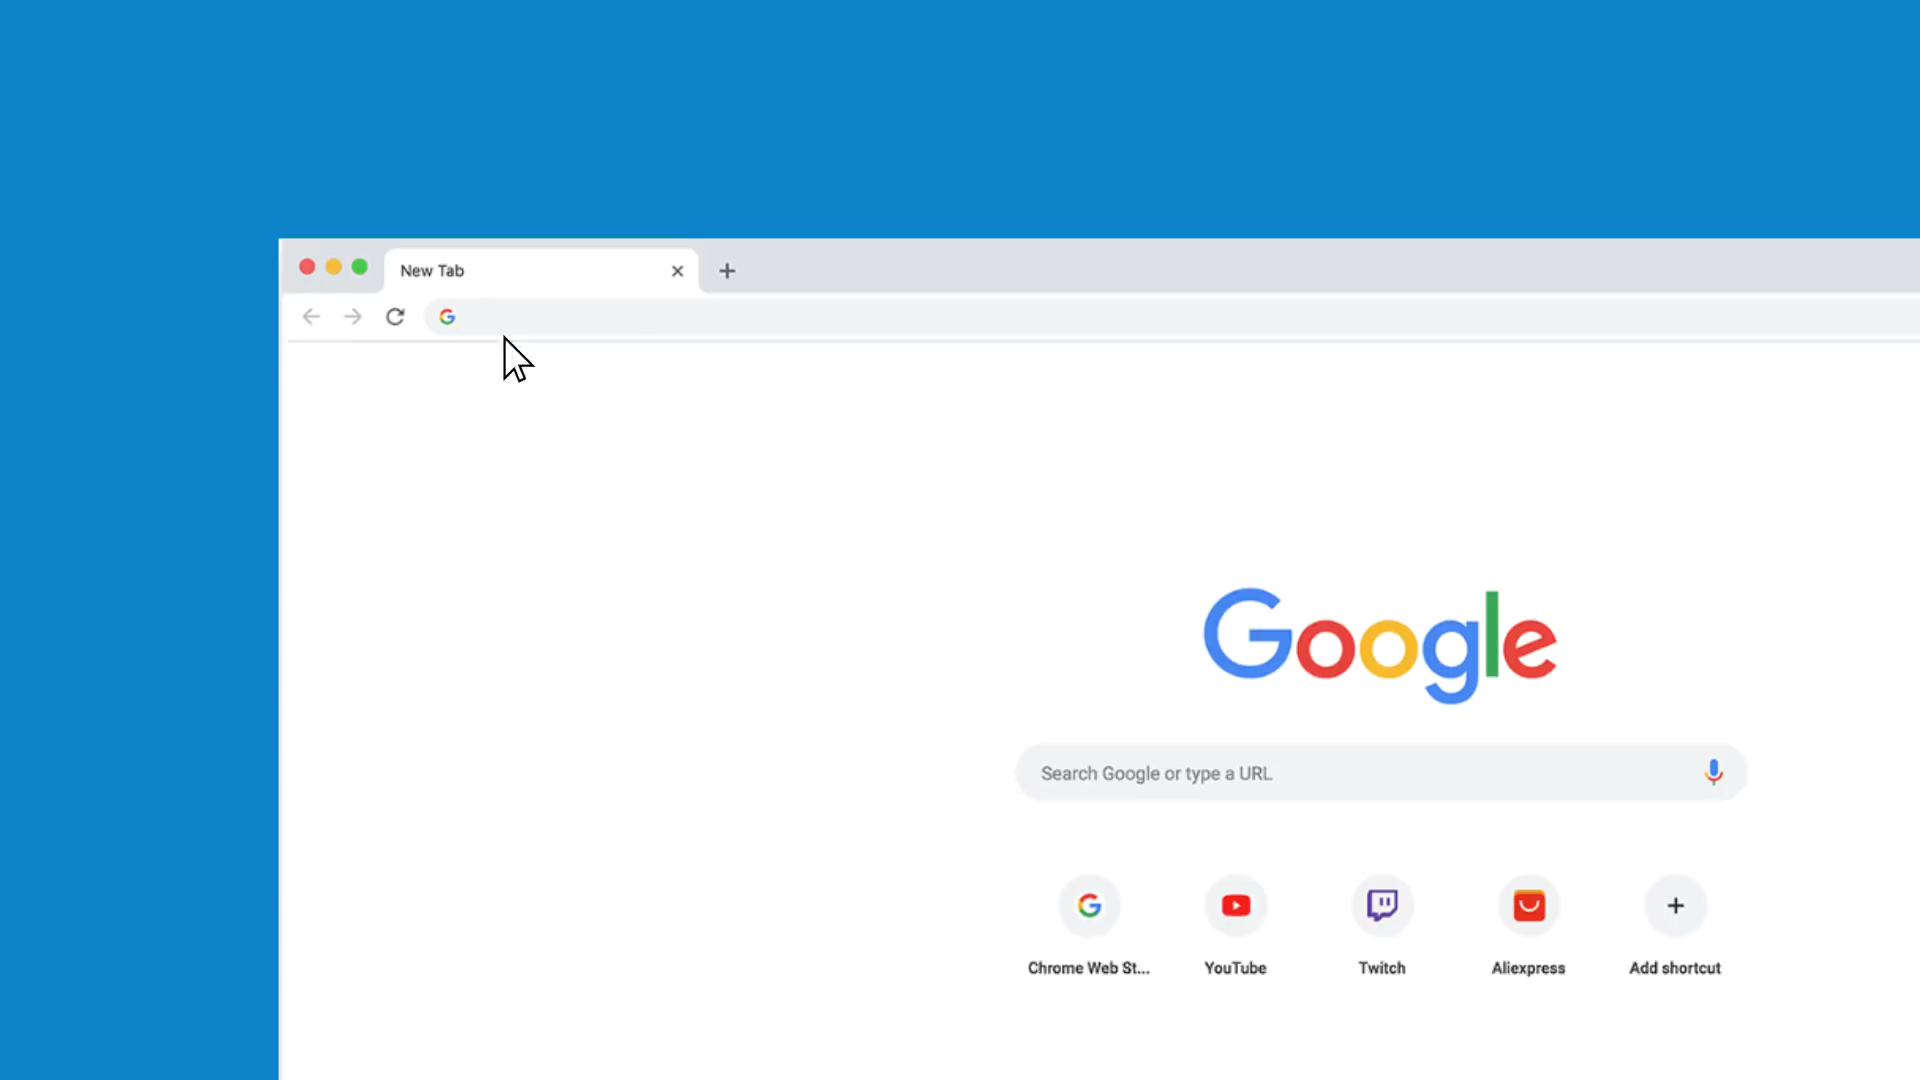 New Tab
Google
Search Google or type a URL
Chrome Web St...
YouTube
Twitch
Aliexpress
Add shortcut